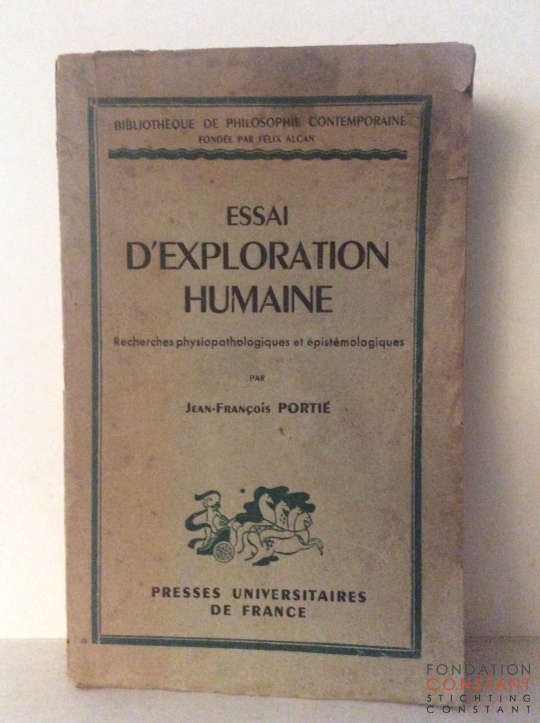 BIBLIOTHÈQUE DE PHILOSOPHIE CONTEMPORAINE
FONDÉE PAR FÉLIX ALCAN
ESSAI
D'EXPLORATION
HUMAINE
Recherches physiopathologiques et épistémologiques
PAR
JEAN-FRANÇOIS PORTIÉ
PRESSES UNIVERSITAIRES
DE FRANCE
FONDATION
CONSTANT
STICHTING
CONSTANT